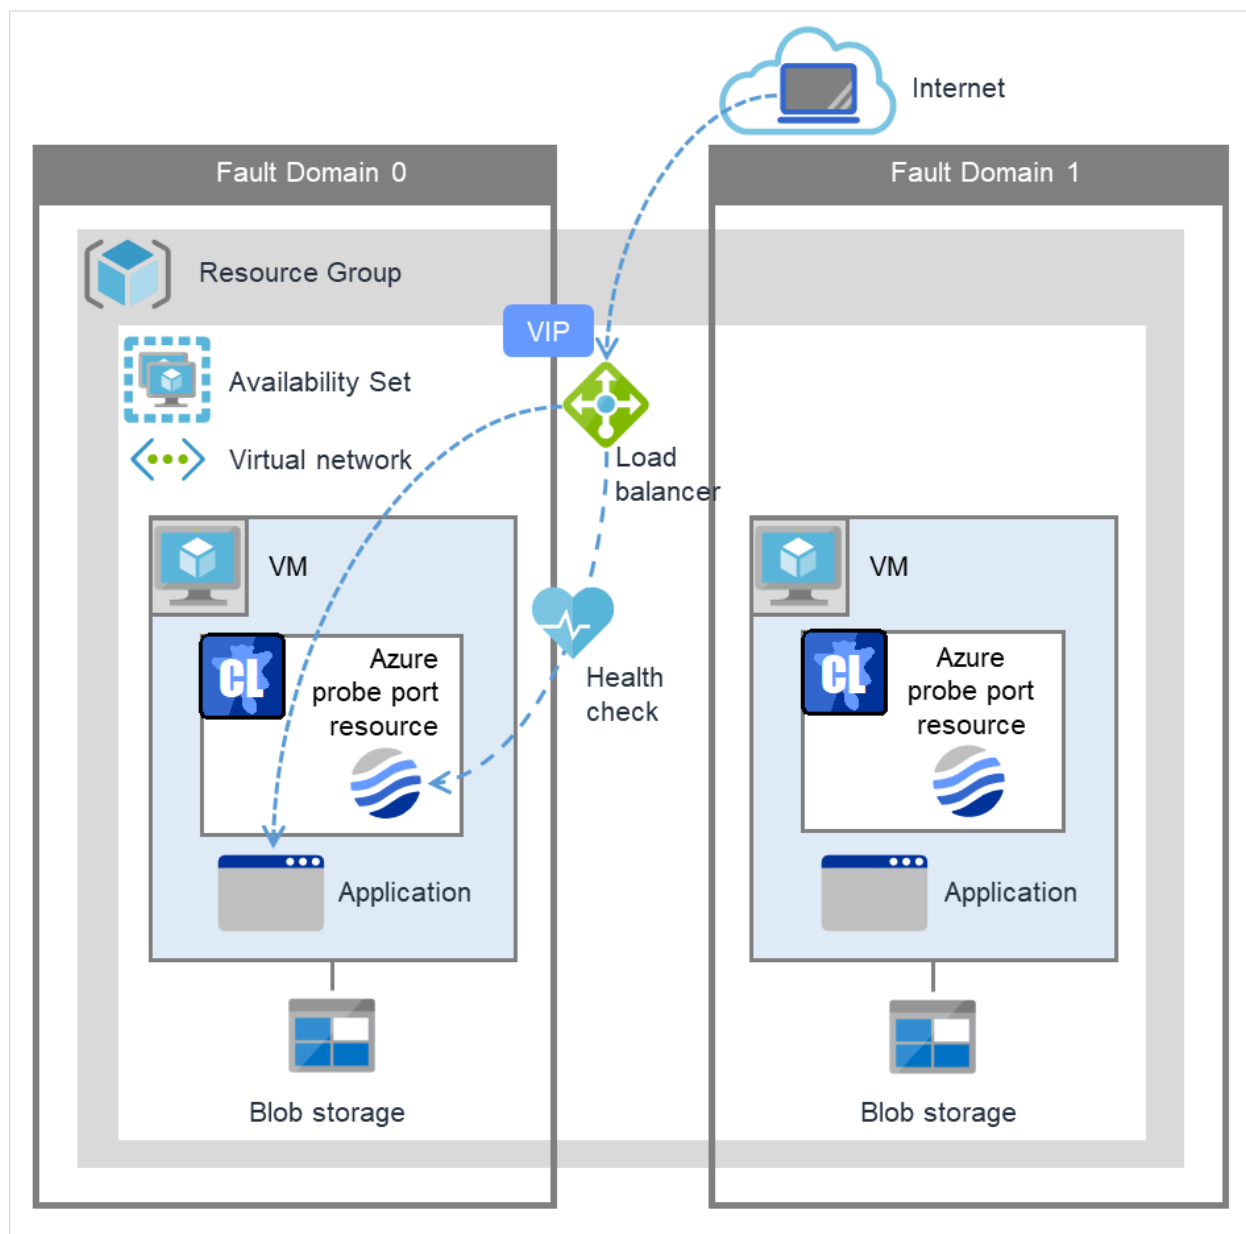 Internet
Fault Domain 0
Fault Domain 1
Resource Group
VIP
Availability Set
Virtual network
Load
balancer
VM
VM
CL
Azure
probe port
resource
Health
check
CL
Azure
probe port
resource
Application
Application
Blob storage
Blob storage